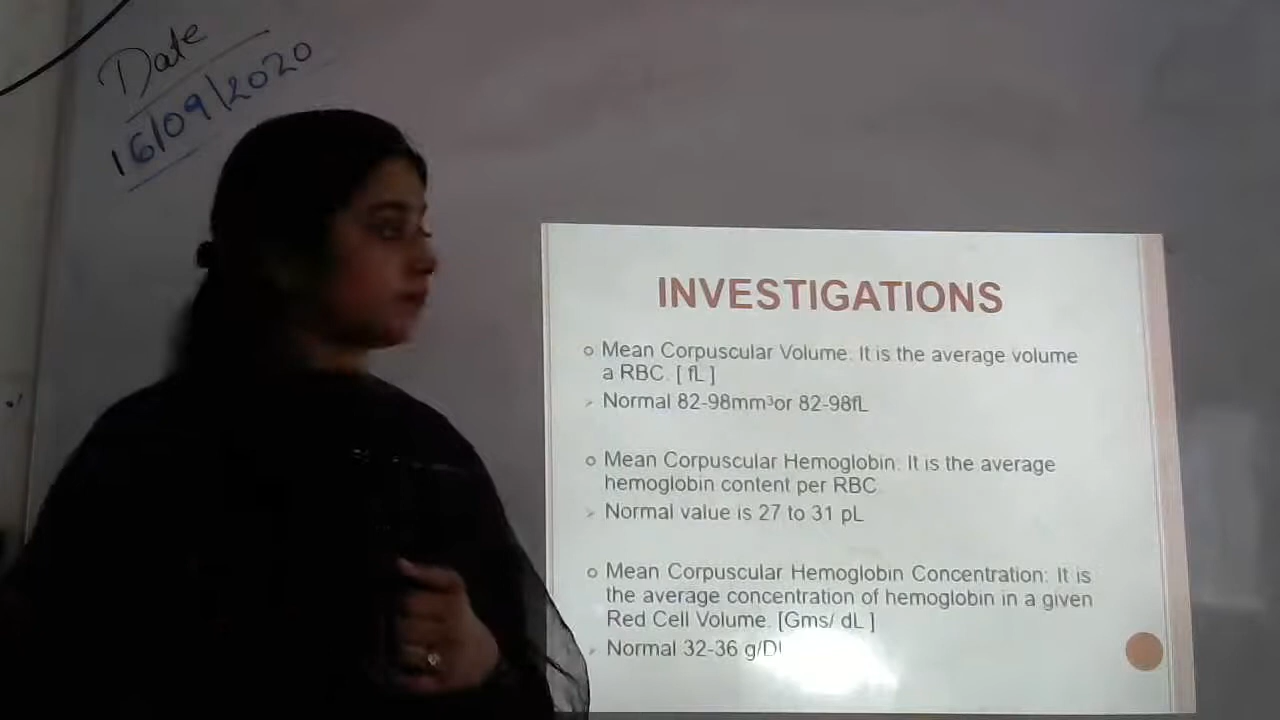 Date
16/09/2020
INVESTIGATIONS
Mean Corpuscular Volume: It is the average volume
a RBC. [ fL ]
Normal 82-98mm³or 82-98fL
Mean Corpuscular Hemoglobin: It is the average
hemoglobin content per RBC
Normal value is 27 to 31 pL
Mean Corpuscular Hemoglobin Concentration: It is
the average concentration of hemoglobin in a given
Red Cell Volume. [Gms/ dL ]
Normal 32-36 g/Dl